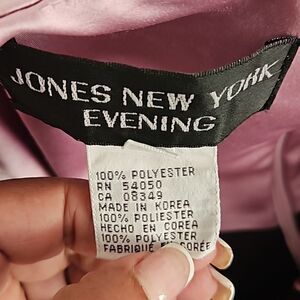 JONES NEW YORK
EVENING
100% POLYESTER
RN 54050
CA 08349
MADE IN KOREA
100% POLIESTER
HECHO EN COREA
100% POLYESTER
FABRIQUÉ EN CORÉE